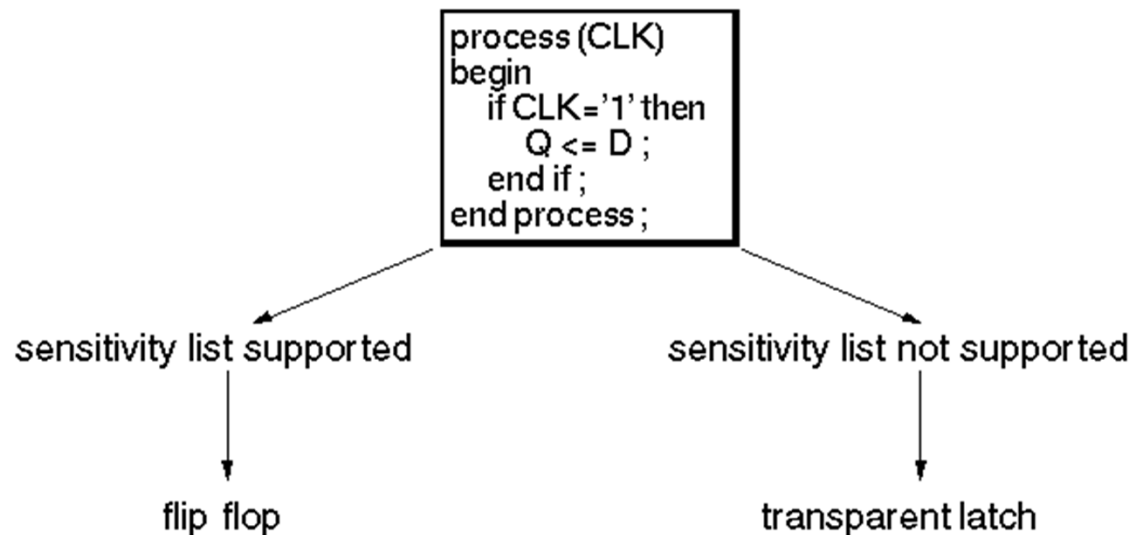 process (CLK)
begin
if CLK='1' then
Q <= D ;
end if ;
end process ;
sensitivity list supported
sensitivity list not supported
flip flop
transparent latch